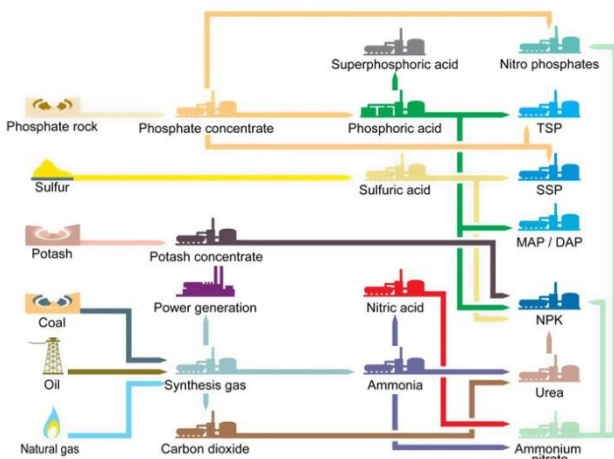 Superphosphoric acid
Nitro phosphates
Phosphate rock
Phosphate concentrate
Phosphoric acid
TSP
Sulfur
Sulfuric acid
SSP
MAP / DAP
Potash
Potash concentrate
Coal
Power generation
Nitric acid
NPK
Oil
Synthesis gas
Ammonia
Urea
Natural gas
Carbon dioxide
Ammonium
nitrate